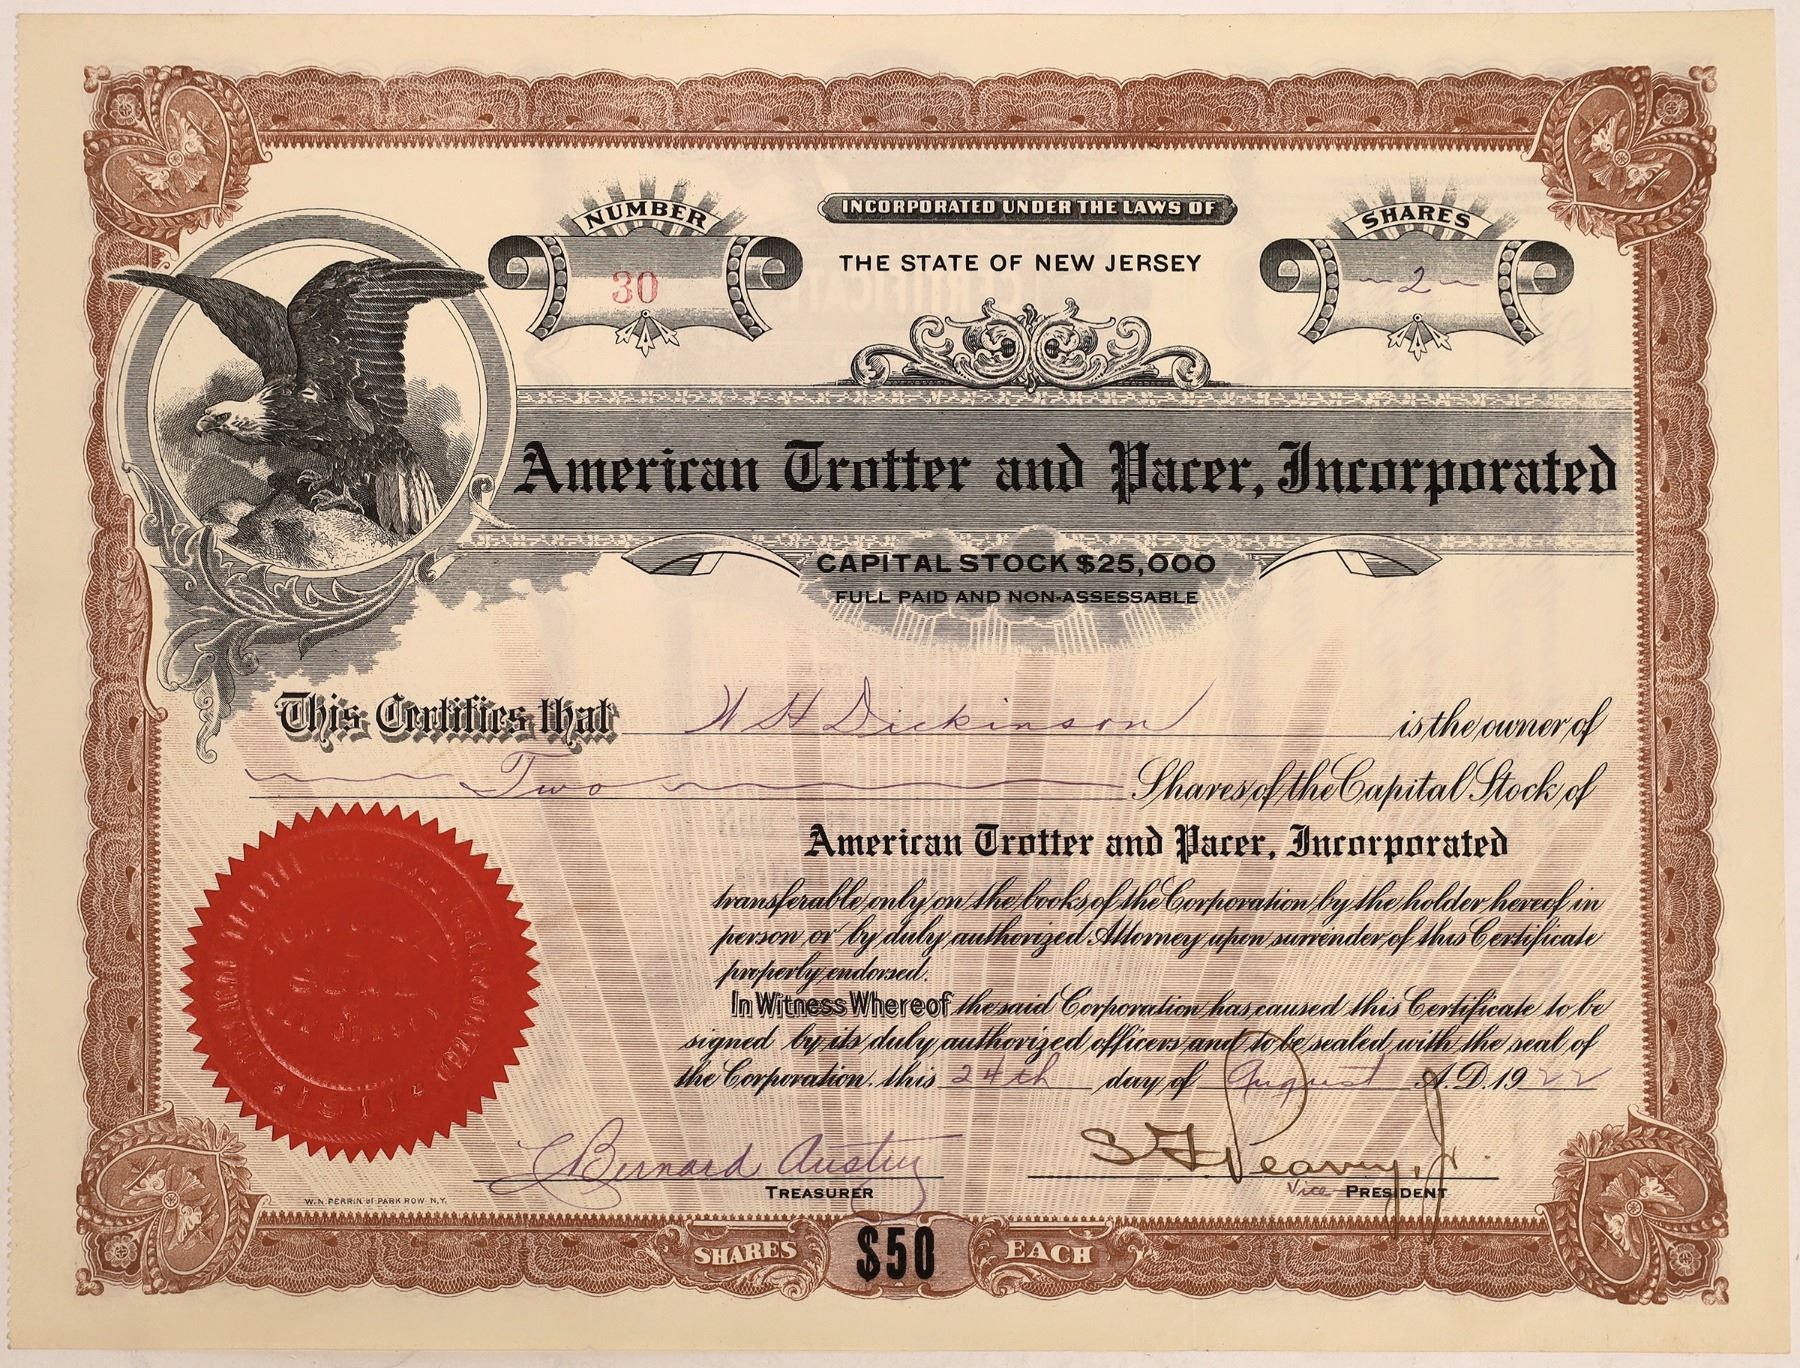 NUMBER
30
INCORPORATED UNDER THE LAWS OF
THE STATE OF NEW JERSEY
SHARES
2
American Trotter and Pacer, Incorporated
CAPITAL STOCK $25,000
FULL PAID AND NON-ASSESSABLE
This Certifies that W H Dickinson is the owner of
Two Shares of the Capital Stock of
American Trotter and Pacer, Incorporated
transferable only on the books of the Corporation by the holder hereof in
person or by duly authorized Attorney upon surrender of this Certificate
properly endorsed.
In Witness Whereof the said Corporation has caused this Certificate to be
signed by its duly authorized officers and to be sealed with the seal of
the Corporation, this 24th day of August A.D. 1922
Bernard Austin S. Peavy, Jr.
TREASURER Vice PRESIDENT
W.N. PERRIN 81 PARK ROW N.Y.
SHARES $50 EACH